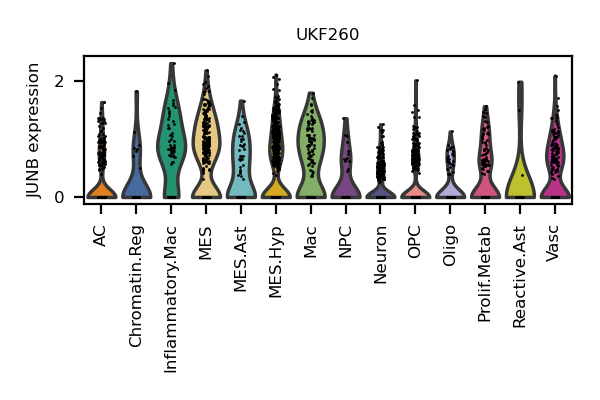 UKF260
JUNB expression
2
0
AC
Chromatin.Reg
Inflammatory.Mac
MES
MES.Ast
MES.Hyp
Mac
NPC
Neuron
OPC
Oligo
Prolif.Metab
Reactive.Ast
Vasc